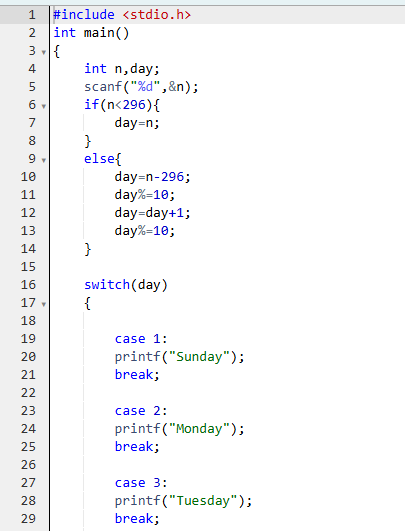 1 #include <stdio.h>
2 int main()
3 {
4 int n,day;
5 scanf("%d",&n);
6 if(n<296){
7 day=n;
8 }
9 else{
10 day=n-296;
11 day%=10;
12 day=day+1;
13 day%=10;
14 }
15
16 switch(day)
17 {
18
19 case 1:
20 printf("Sunday");
21 break;
22
23 case 2:
24 printf("Monday");
25 break;
26
27 case 3:
28 printf("Tuesday");
29 break;